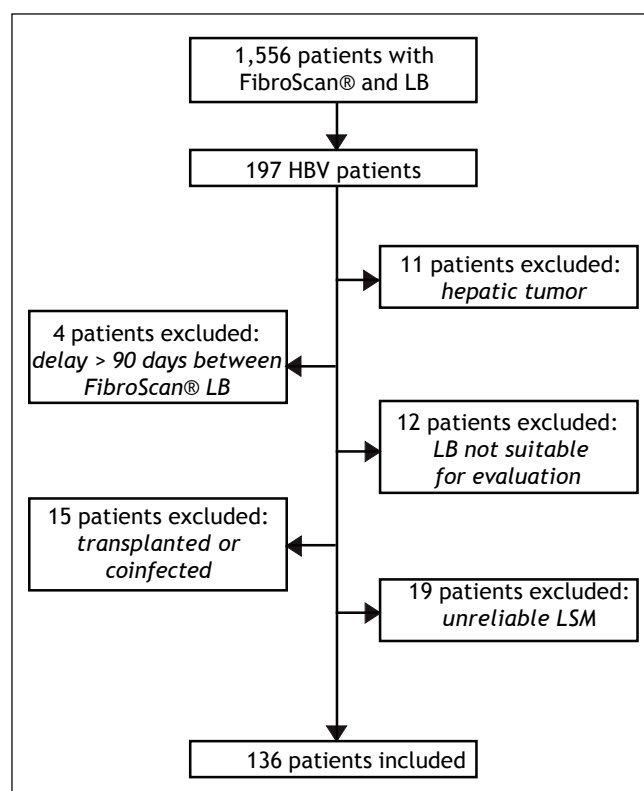 1,556 patients with
FibroScan® and LB
197 HBV patients
11 patients excluded:
hepatic tumor
4 patients excluded:
delay > 90 days between
FibroScan® LB
12 patients excluded:
LB not suitable
for evaluation
15 patients excluded:
transplanted or
coinfected
19 patients excluded:
unreliable LSM
136 patients included